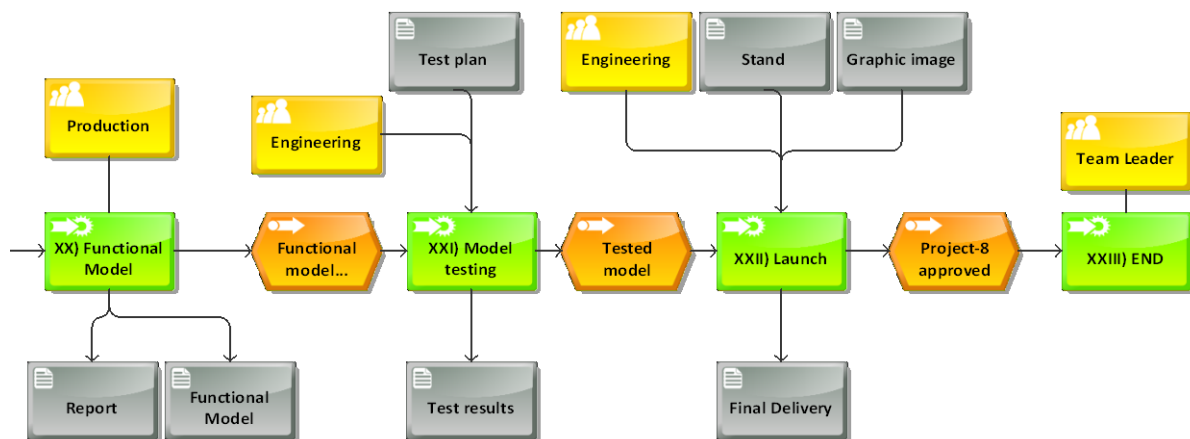 Test plan
Engineering
Stand
Graphic image
Production
Engineering
Team Leader
XX) Functional
Model
Functional
model...
XXI) Model
testing
Tested
model
XXII) Launch
Project-8
approved
XXIII) END
Report
Functional
Model
Test results
Final Delivery